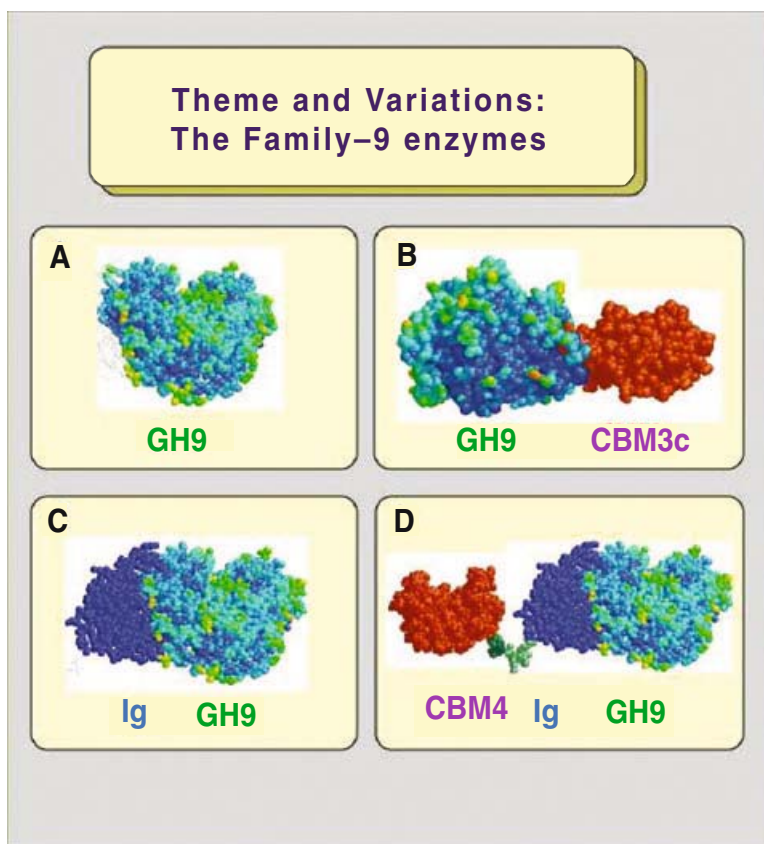 Theme and Variations:
The Family–9 enzymes
A
GH9
B
GH9 CBM3c
C
Ig GH9
D
CBM4 Ig GH9